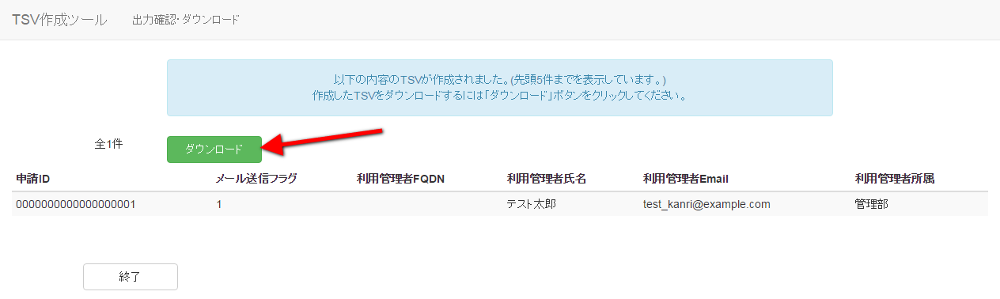 TSV作成ツール 出力確認・ダウンロード
以下の内容のTSVが作成されました。(先頭5件までを表示しています。)
作成したTSVをダウンロードするには「ダウンロード」ボタンをクリックしてください。
全1件 ダウンロード
申請ID メール送信フラグ 利用管理者FQDN 利用管理者氏名 利用管理者Email 利用管理者所属
0000000000000000001 1 テスト太郎 test_kanri@example.com 管理部
終了